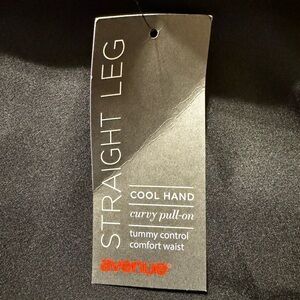 STRAIGHT LEG
COOL HAND
curvy pull-on
tummy control
comfort waist
avenue